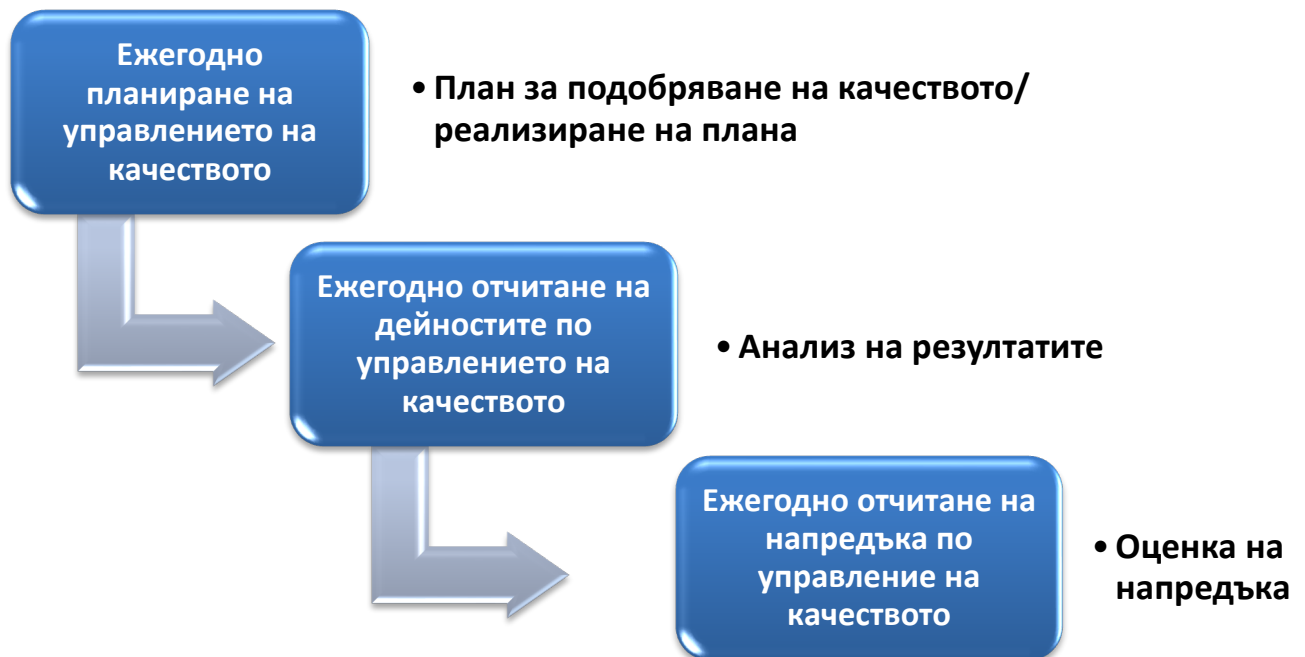 Ежегодно
планиране на
управлението на
качеството
• План за подобряване на качеството/
реализиране на плана
Ежегодно отчитане на
дейностите по
управлението на
качеството
• Анализ на резултатите
Ежегодно отчитане на
напредъка по
управление на
качеството
• Оценка на
напредъка